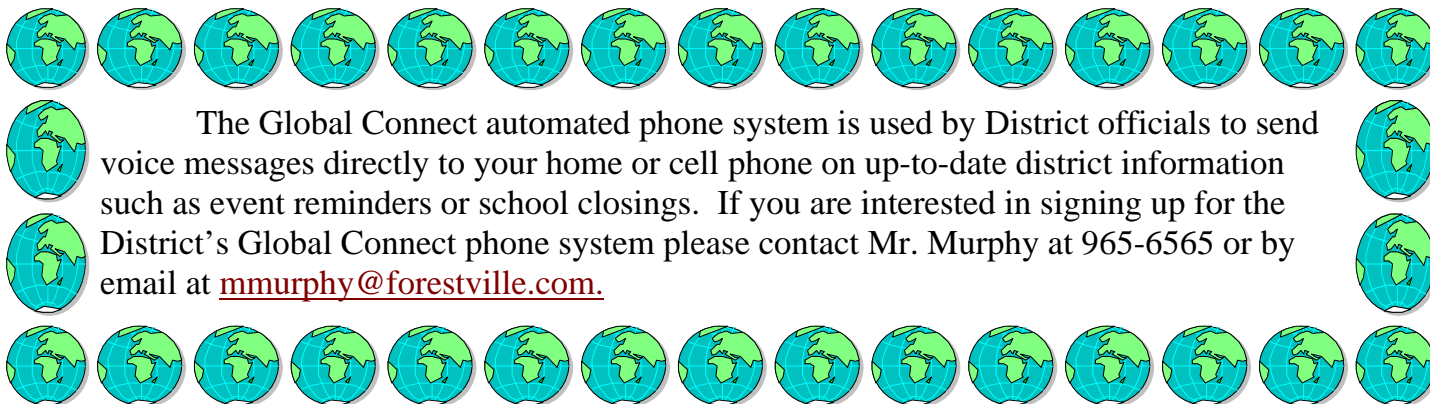 The Global Connect automated phone system is used by District officials to send
voice messages directly to your home or cell phone on up-to-date district information
such as event reminders or school closings.  If you are interested in signing up for the
District’s Global Connect phone system please contact Mr. Murphy at 965-6565 or by
email at mmurphy@forestville.com.